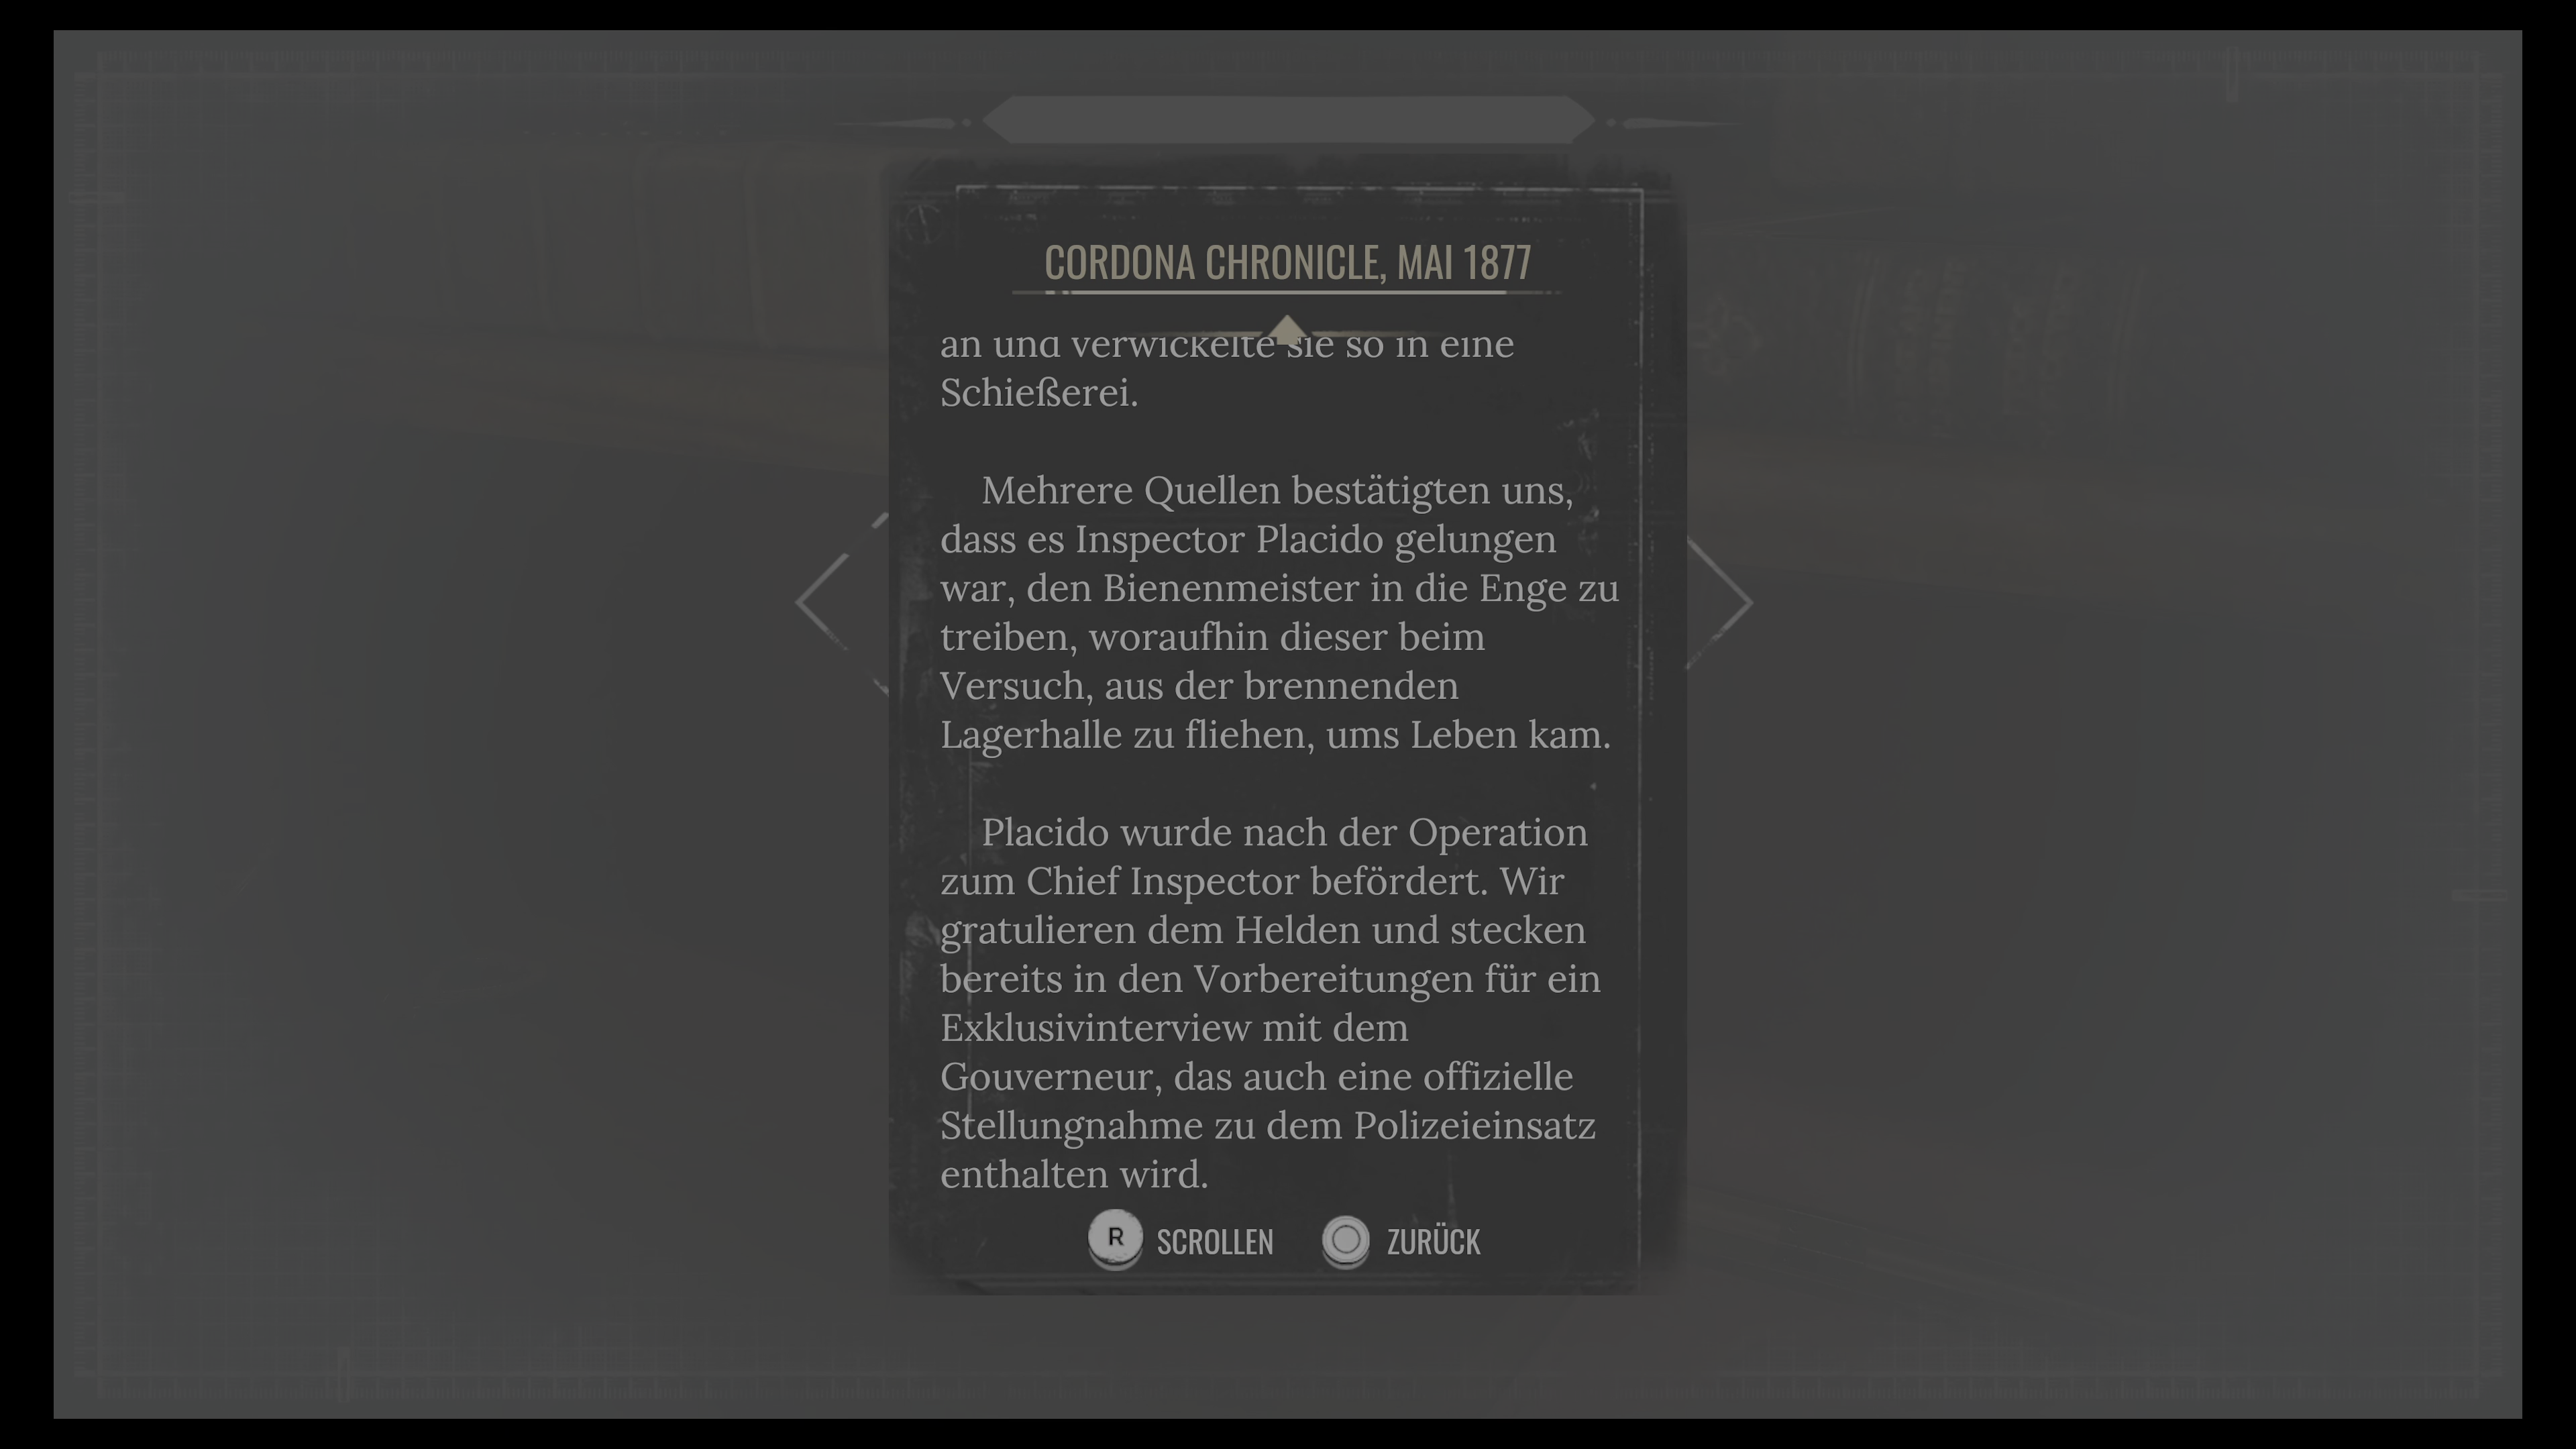 CORDONA CHRONICLE, MAI 1877
an und verwickelte sie so in eine
Schießerei.
Mehrere Quellen bestätigten uns,
dass es Inspector Placido gelungen
war, den Bienenmeister in die Enge zu
treiben, woraufhin dieser beim
Versuch, aus der brennenden
Lagerhalle zu fliehen, ums Leben kam.
Placido wurde nach der Operation
zum Chief Inspector befördert. Wir
gratulieren dem Helden und stecken
bereits in den Vorbereitungen für ein
Exklusivinterview mit dem
Gouverneur, das auch eine offizielle
Stellungnahme zu dem Polizeieinsatz
enthalten wird.
R SCROLLEN ZURÜCK